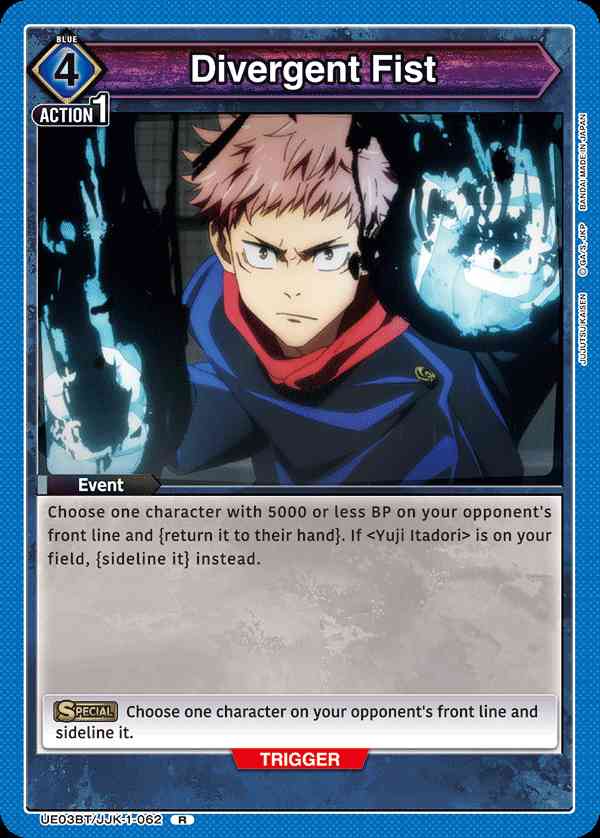 BLUE
4
Divergent Fist
ACTION 1
BANDAI MADE IN JAPAN
©GA/S,JKP
JUJUTSU KAISEN
Event
Choose one character with 5000 or less BP on your opponent's
front line and {return it to their hand}. If <Yuji Itadori> is on your
field, {sideline it} instead.
SPECIAL Choose one character on your opponent's front line and
sideline it.
TRIGGER
UE03BT/JJK-1-062 R